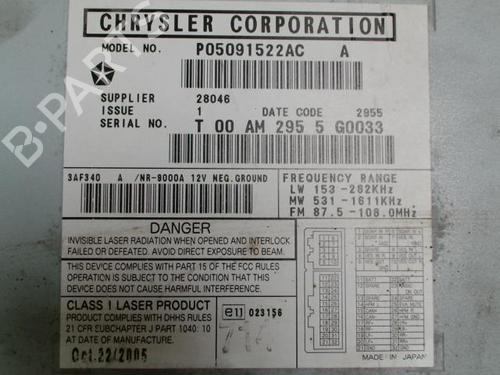 CHRYSLER CORPORATION
MODEL NO. P05091522AC A
SUPPLIER 28046
ISSUE 1 DATE CODE 2955
SERIAL NO. T 00 AM 295 5 G0033
3AF340 A /NR-9000A 12V NEG.GROUND
FREQUENCY RANGE
LW 153-282KHz
MW 531-1611KHz
FM 87.5-108.0MHz
DANGER
INVISIBLE LASER RADIATION WHEN OPENED AND INTERLOCK
FAILED OR DEFEATED. AVOID DIRECT EXPOSURE TO BEAM.
THIS DEVICE COMPLIES WITH PART 15 OF THE FCC RULES
OPERATION IS SUBJECT TO THE CONDITION THAT THIS
DEVICE DOES NOT CAUSE HARMFUL INTERFERENCE.
CLASS I LASER PRODUCT
PRODUCT COMPLIES WITH DHHS RULES
21 CFR SUBCHAPTER J PART 1040: 10
AT DATE OF MANUFACTURE.
Oct.22/2005
e11 023156
MADE IN JAPAN
B-PARTS